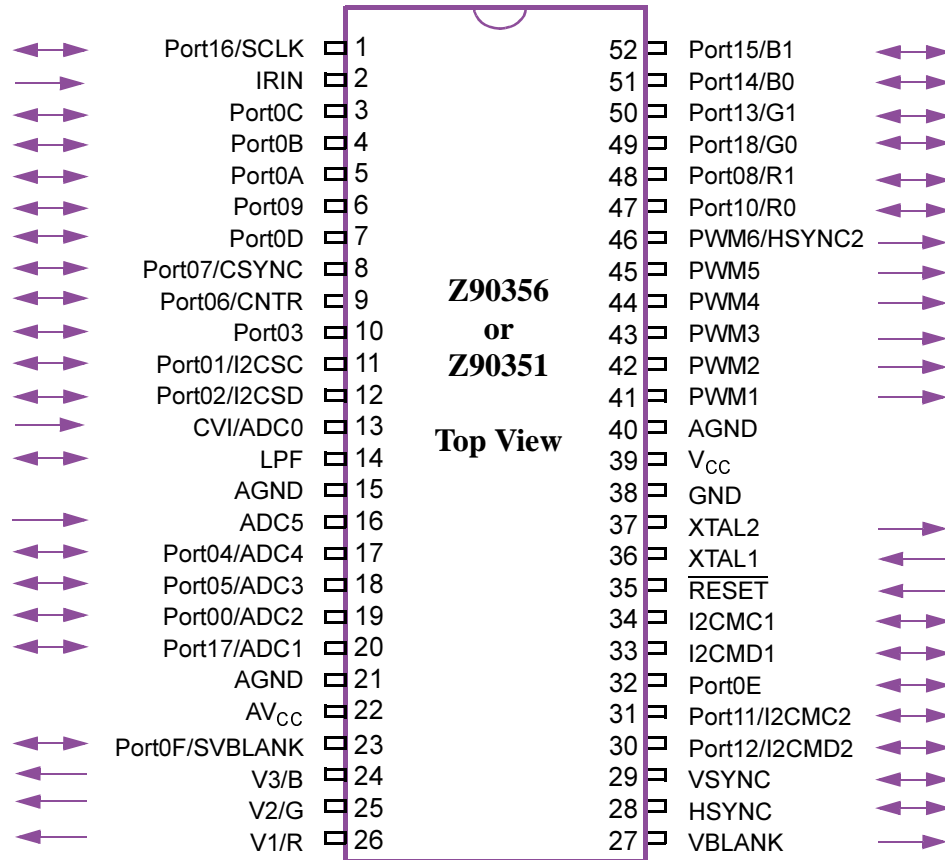 Port16/SCLK 1 52 Port15/B1
IRIN 2 51 Port14/B0
Port0C 3 50 Port13/G1
Port0B 4 49 Port18/G0
Port0A 5 48 Port08/R1
Port09 6 47 Port10/R0
Port0D 7 46 PWM6/HSYNC2
Port07/CSYNC 8 45 PWM5
Port06/CNTR 9 Z90356 44 PWM4
Port03 10 or 43 PWM3
Port01/I2CSC 11 Z90351 42 PWM2
Port02/I2CSD 12 41 PWM1
CVI/ADC0 13 Top View 40 AGND
LPF 14 39 VCC
AGND 15 38 GND
ADC5 16 37 XTAL2
Port04/ADC4 17 36 XTAL1
Port05/ADC3 18 35 RESET
Port00/ADC2 19 34 I2CMC1
Port17/ADC1 20 33 I2CMD1
AGND 21 32 Port0E
AVCC 22 31 Port11/I2CMC2
Port0F/SVBLANK 23 30 Port12/I2CMD2
V3/B 24 29 VSYNC
V2/G 25 28 HSYNC
V1/R 26 27 VBLANK